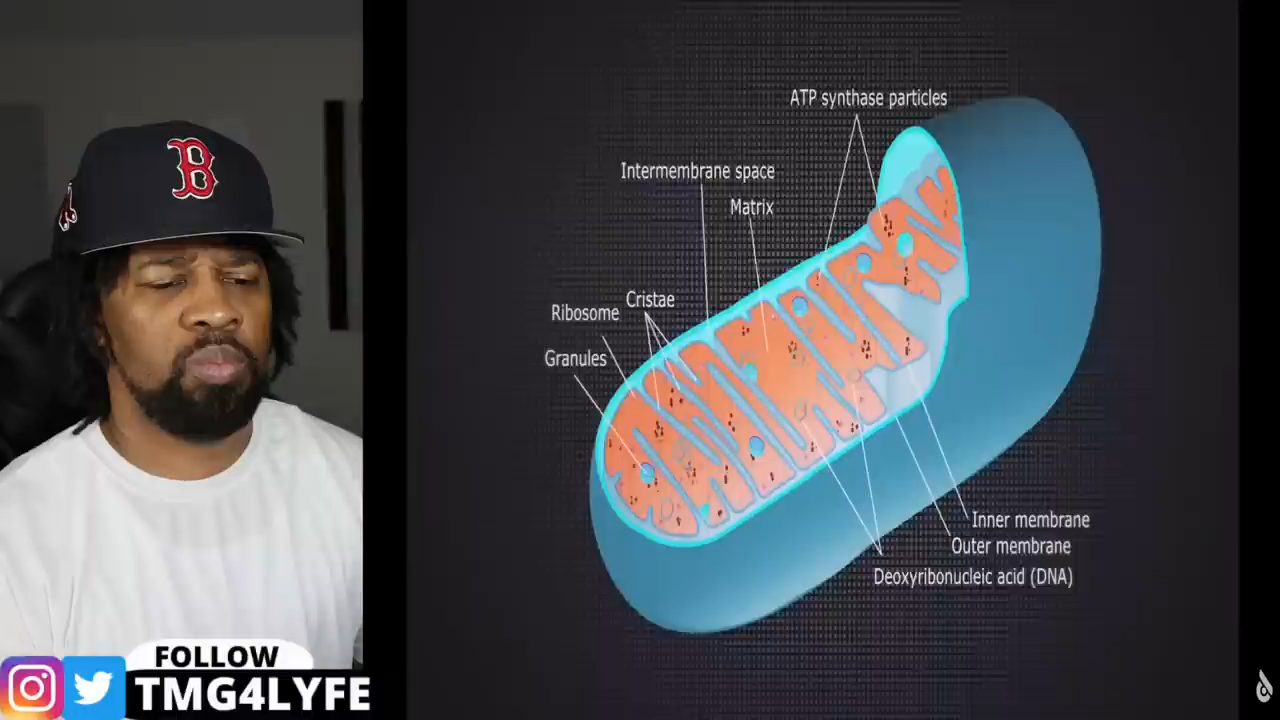 B
ATP synthase particles
Intermembrane space
Matrix
Cristae
Ribosome
Granules
Inner membrane
Outer membrane
Deoxyribonucleic acid (DNA)
FOLLOW
TMG4LYFE